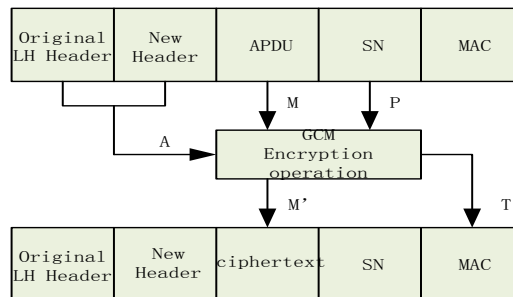 Original New APDU SN MAC
LH Header Header
M P
GCM
A Encryption
operation
M' T
Original New ciphertext SN MAC
LH Header Header